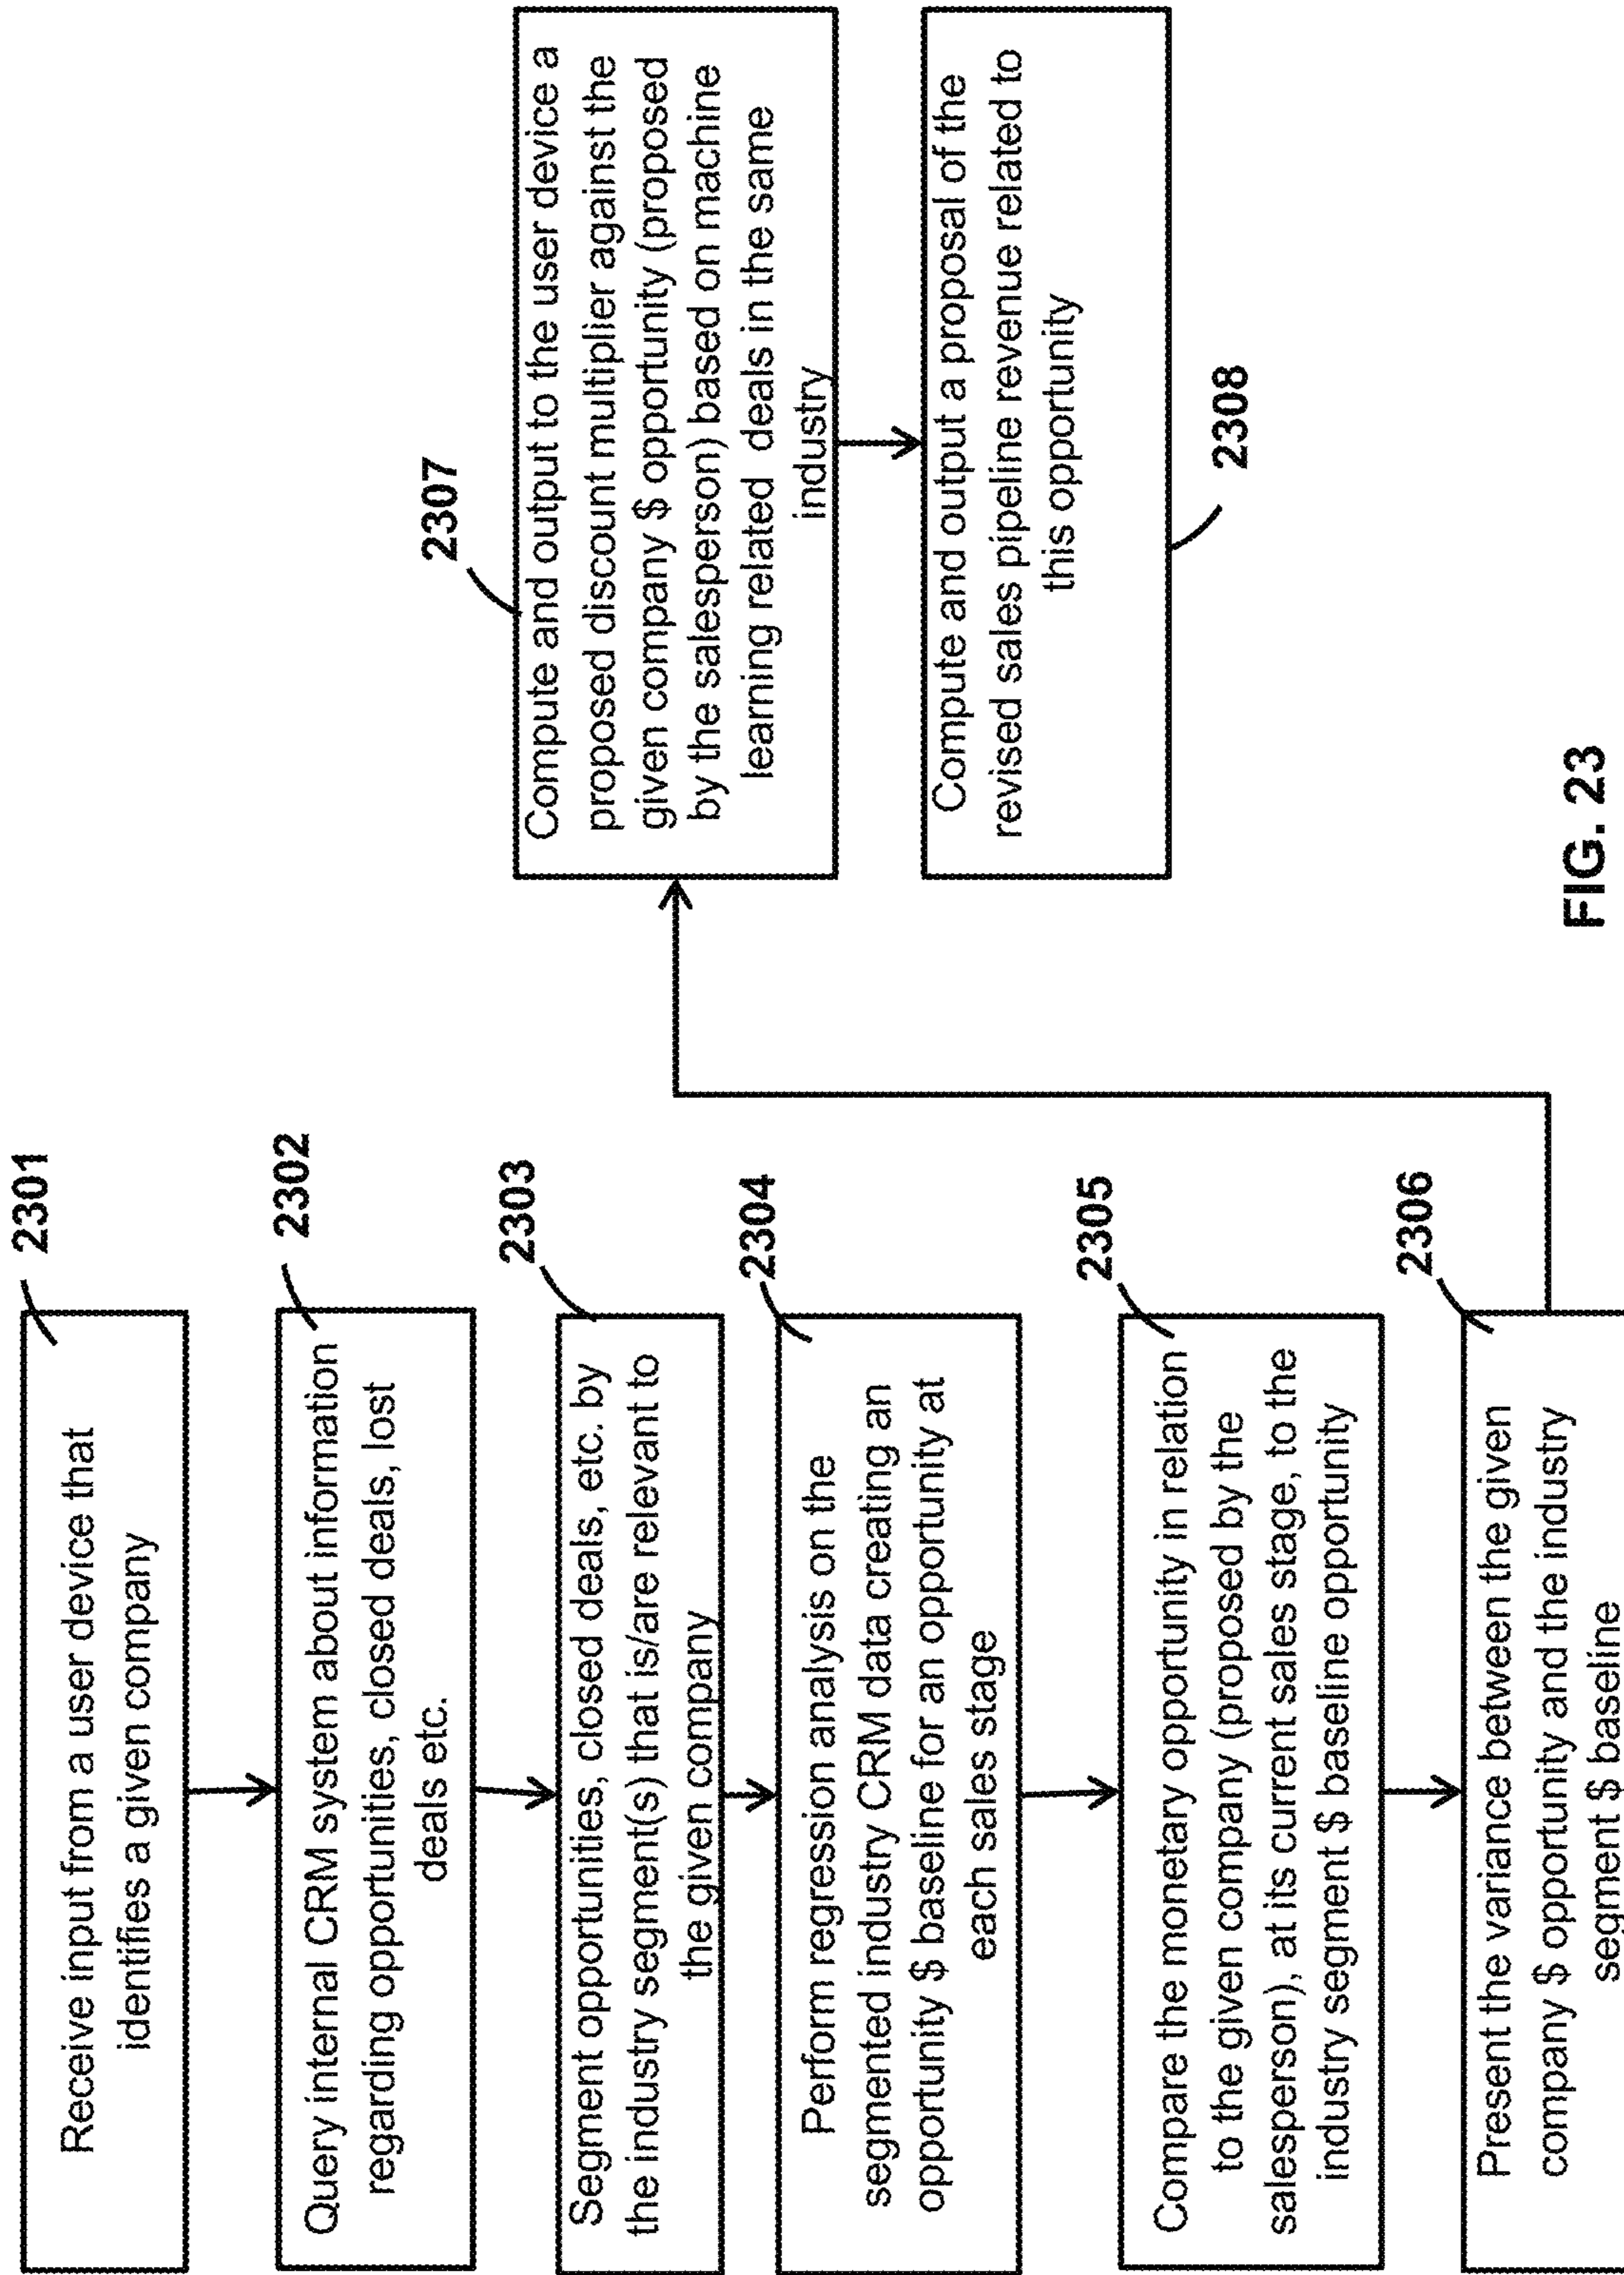 2301
Receive input from a user device that
identifies a given company
2302
Query internal CRM system about information
regarding opportunities, closed deals, lost
deals etc.
2303
Segment opportunities, closed deals, etc. by
the industry segment(s) that is/are relevant to
the given company
2304
Perform regression analysis on the
segmented industry CRM data creating an
opportunity $ baseline for an opportunity at
each sales stage
2305
Compare the monetary opportunity in relation
to the given company (proposed by the
salesperson), at its current sales stage, to the
industry segment $ baseline opportunity
2306
Present the variance between the given
company $ opportunity and the industry
segment $ baseline
2307
Compute and output to the user device a
proposed discount multiplier against the
given company $ opportunity (proposed
by the salesperson) based on machine
learning related deals in the same
industry
Compute and output a proposal of the
revised sales pipeline revenue related to
this opportunity
2308
FIG. 23